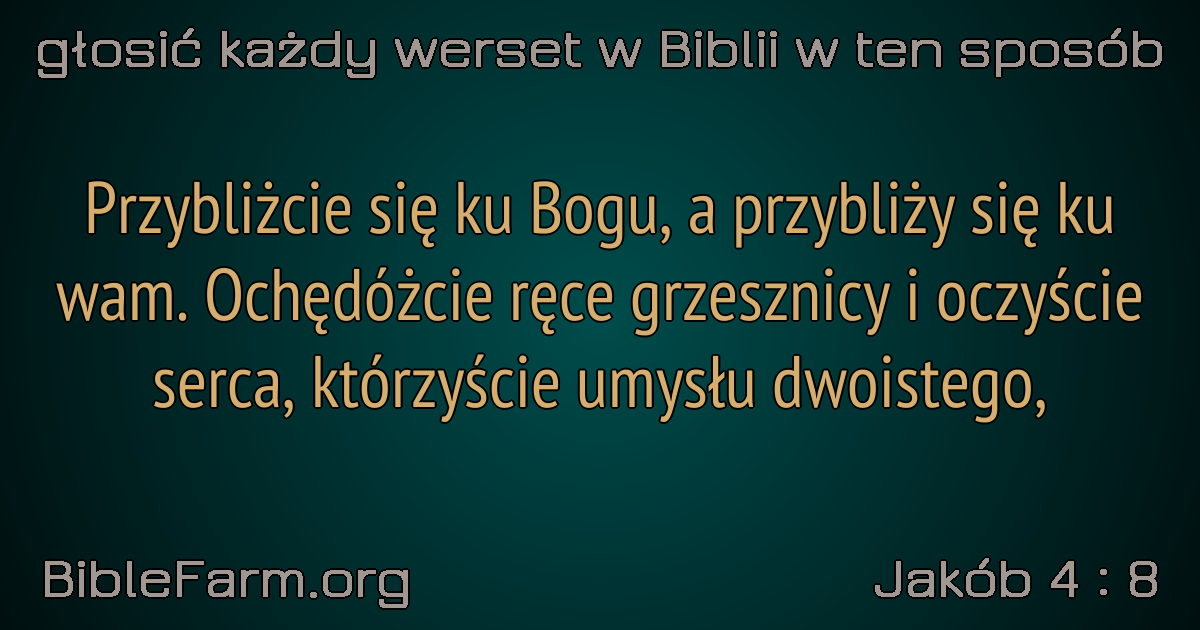 głosić każdy werset w Biblii w ten sposób
Przybliżcie się ku Bogu, a przybliży się ku
wam. Ochędóżcie ręce grzesznicy i oczyście
serca, którzyście umysłu dwoistego,
BibleFarm.org
Jakób 4 : 8